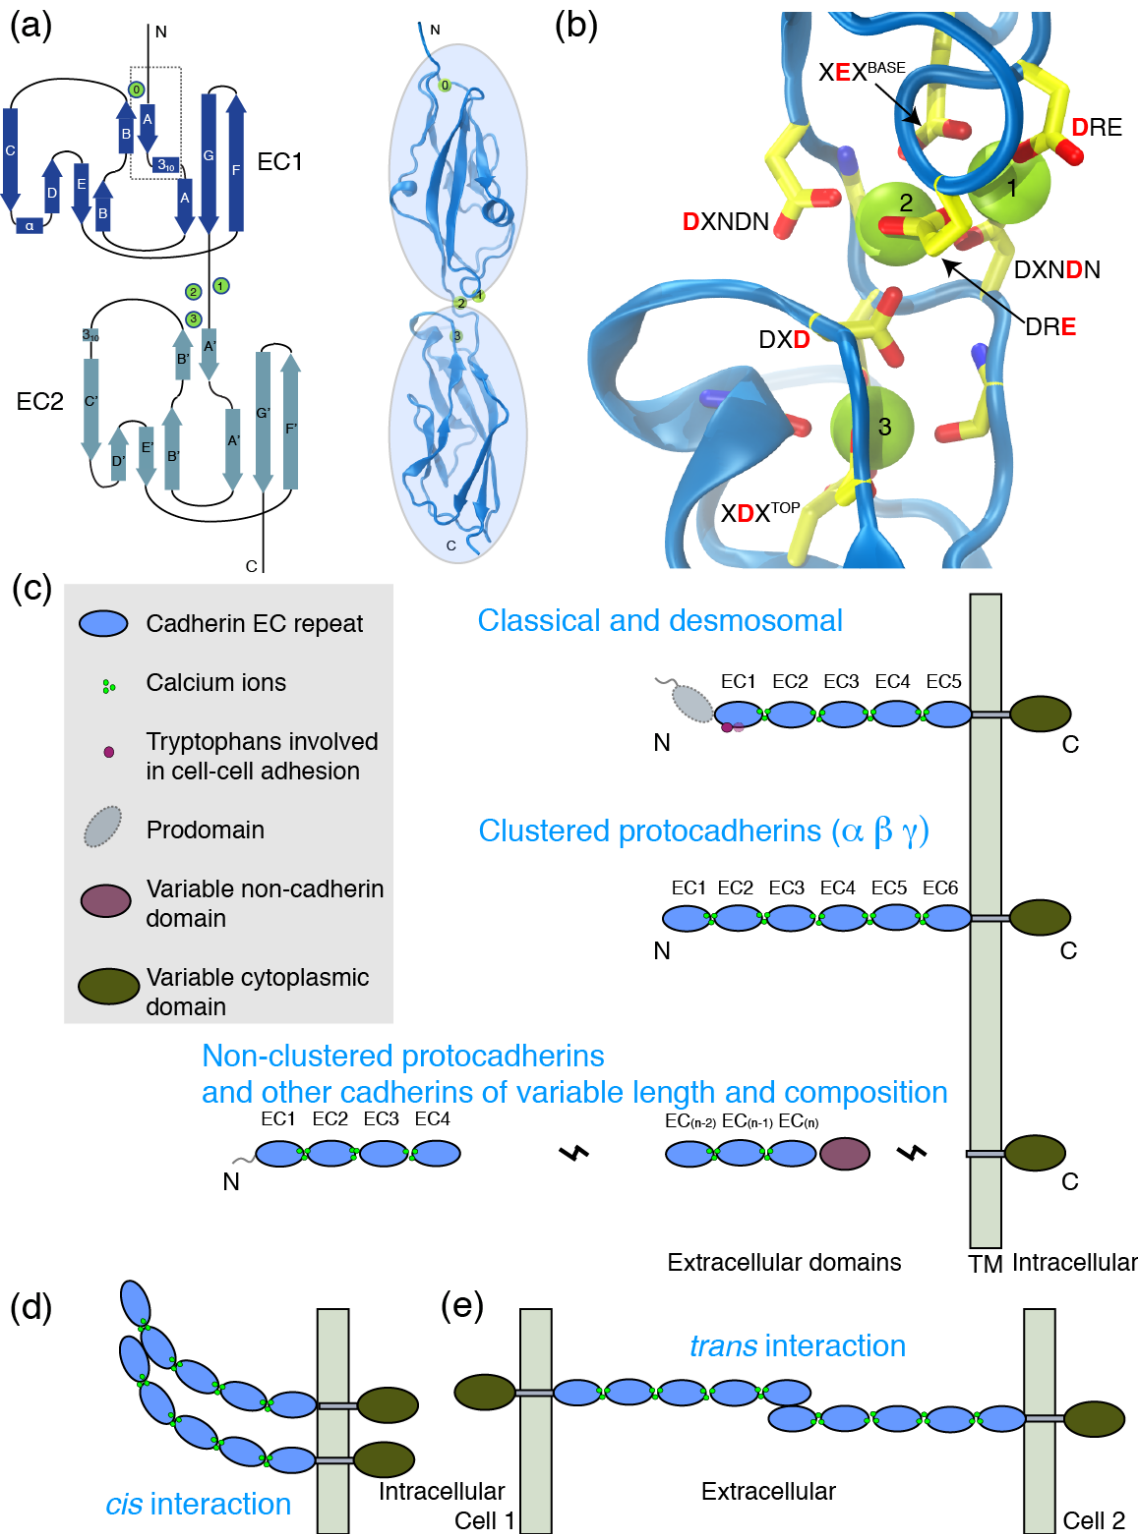 (a)
N
0
B
A
C
3₁₀
G
F
EC1
D
E
B
A
α
2
1
3
3₁₀
B'
A'
EC2
C'
G'
F'
D'
E'
B'
A'
C
N
0
1
2
3
C
(b)
XEX^BASE
DRE
1
2
DXNDN
DXNDN
DRE
DXD
3
XDX^TOP
(c)
Cadherin EC repeat
Calcium ions
Tryptophans involved
in cell-cell adhesion
Prodomain
Variable non-cadherin
domain
Variable cytoplasmic
domain
Classical and desmosomal
EC1 EC2 EC3 EC4 EC5
N
C
Clustered protocadherins (α β γ)
EC1 EC2 EC3 EC4 EC5 EC6
N
C
Non-clustered protocadherins
and other cadherins of variable length and composition
EC1 EC2 EC3 EC4
EC(n-2) EC(n-1) EC(n)
N
C
Extracellular domains
TM
Intracellular
(d)
cis interaction
Intracellular
(e)
trans interaction
Extracellular
Cell 1
Cell 2